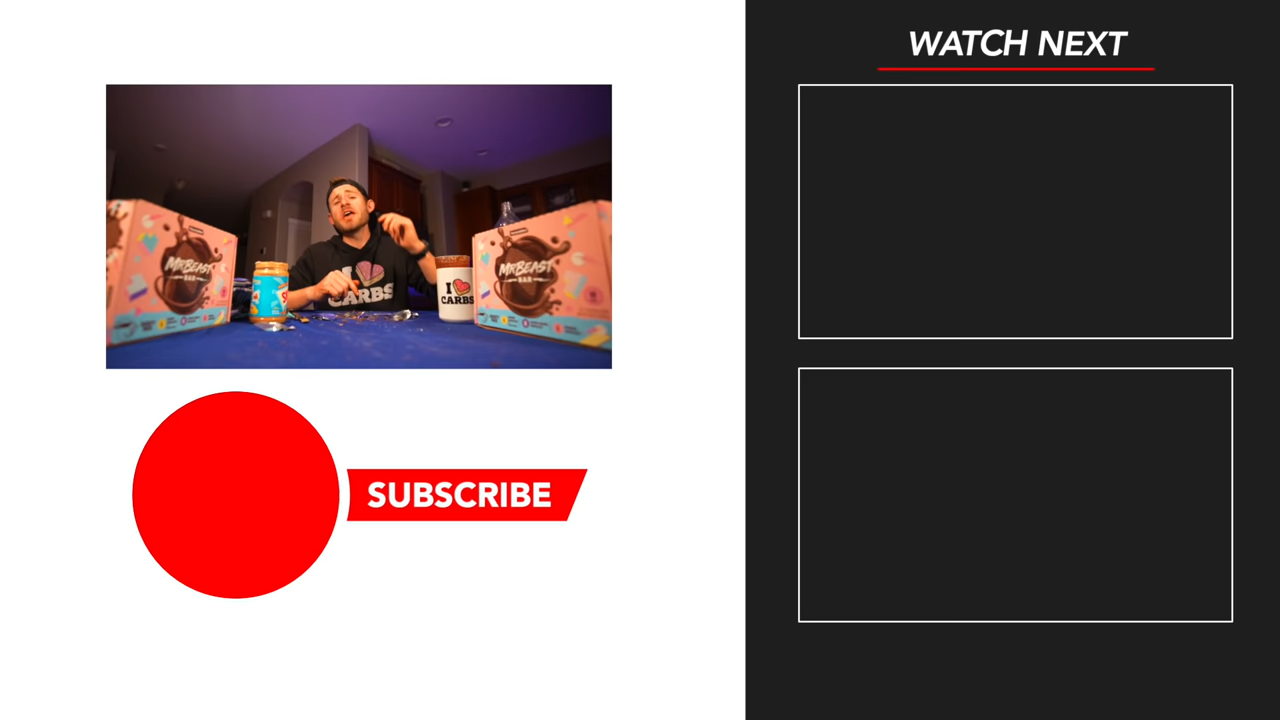 WATCH NEXT
MRBEAST
BAR
I
CARBS
I
CARBS
MRBEAST
BAR
SUBSCRIBE